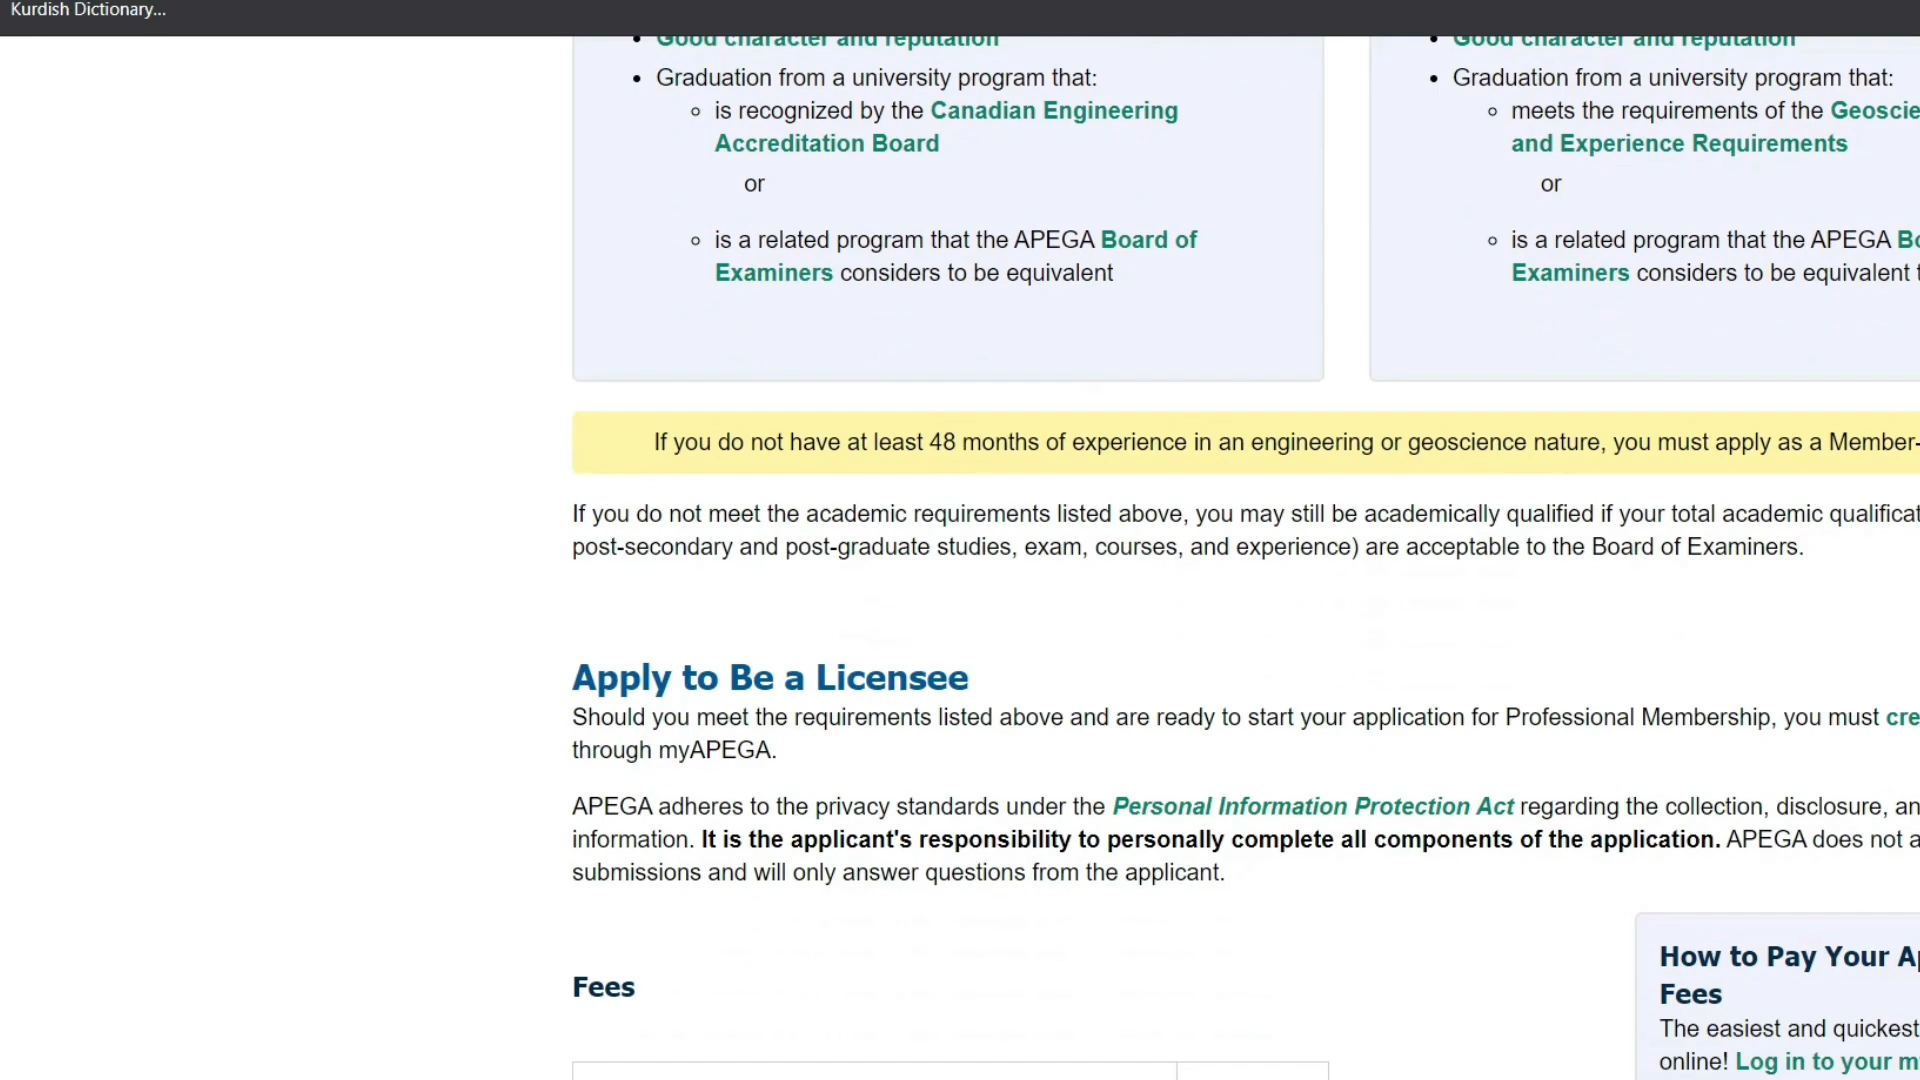 Kurdish Dictionary...
Good character and reputation
Graduation from a university program that:
is recognized by the Canadian Engineering
Accreditation Board
or
is a related program that the APEGA Board of
Examiners considers to be equivalent
Good character and reputation
Graduation from a university program that:
meets the requirements of the
and Experience Requirements
or
is a related program that the APEGA
Examiners considers to be equivalent
If you do not have at least 48 months of experience in an engineering or geoscience nature, you must apply as a Member-
If you do not meet the academic requirements listed above, you may still be academically qualified if your total academic
post-secondary and post-graduate studies, exam, courses, and experience) are acceptable to the Board of Examiners.
Apply to Be a Licensee
Should you meet the requirements listed above and are ready to start your application for Professional Membership, you must
through myAPEGA.
APEGA adheres to the privacy standards under the Personal Information Protection Act regarding the collection, disclosure,
information. It is the applicant's responsibility to personally complete all components of the application. APEGA does not
submissions and will only answer questions from the applicant.
Fees
How to Pay Your
Fees
The easiest and quickest
online! Log in to your